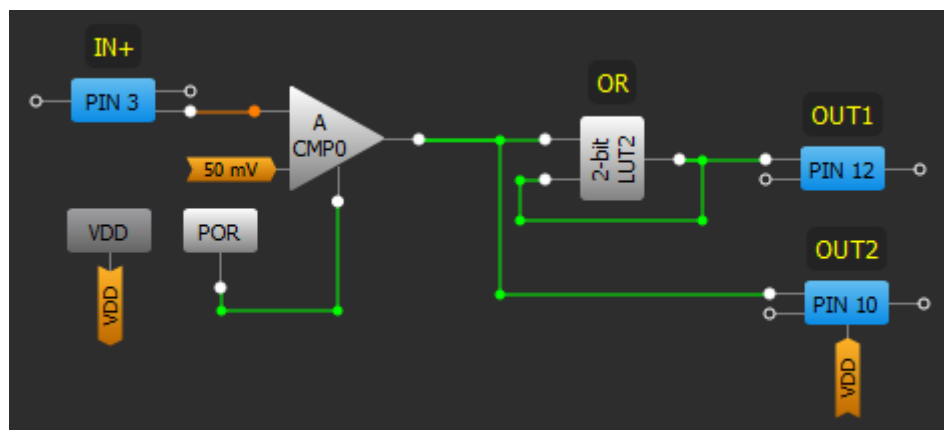 IN+
PIN 3
A
CMP0
50 mV
VDD
POR
VDD
OR
2-bit
LUT2
OUT1
PIN 12
OUT2
PIN 10
VDD